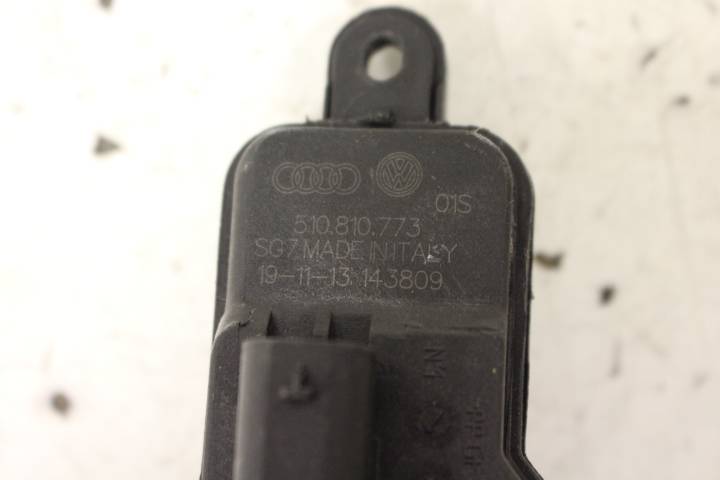 01S
510.810.773
SG7 MADE IN ITALY
19-11-13 143809